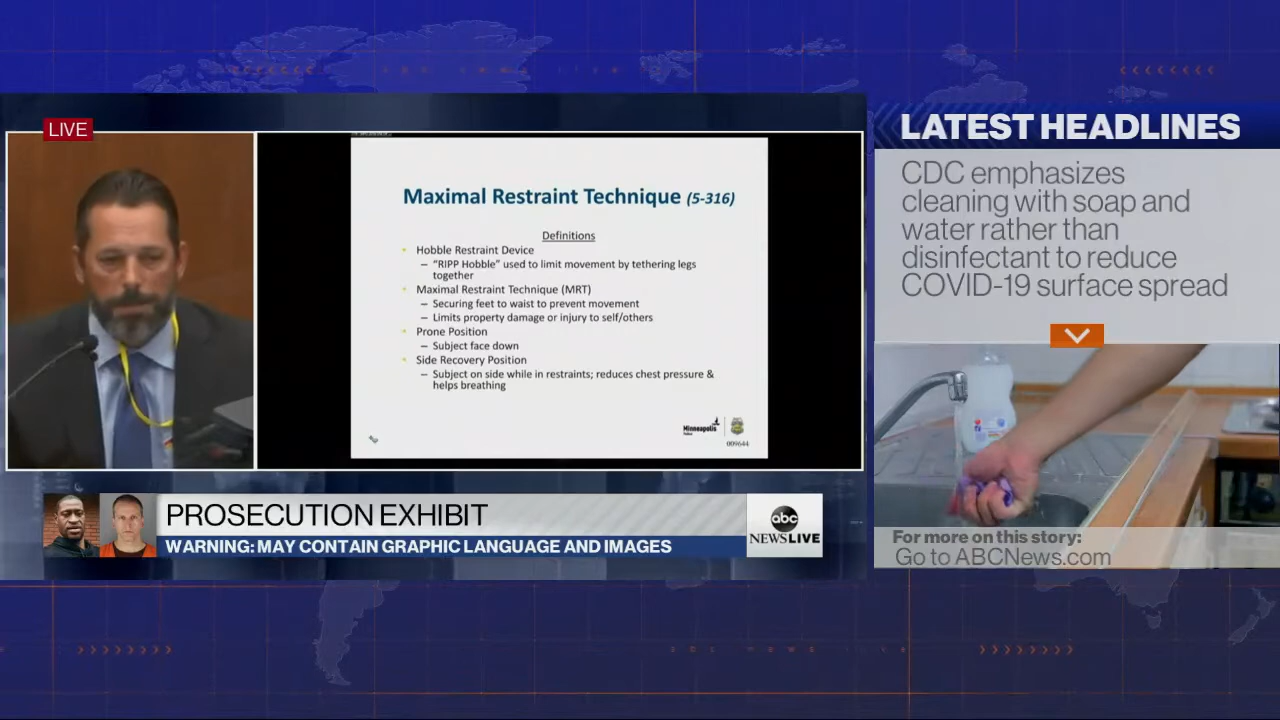 LIVE
Maximal Restraint Technique (5-316)
Definitions
• Hobble Restraint Device
– “RIPP Hobble” used to limit movement by tethering legs
together
• Maximal Restraint Technique (MRT)
– Securing feet to waist to prevent movement
– Limits property damage or injury to self/others
• Prone Position
– Subject face down
• Side Recovery Position
– Subject on side while in restraints; reduces chest pressure &
helps breathing
Minneapolis
009644
PROSECUTION EXHIBIT
WARNING: MAY CONTAIN GRAPHIC LANGUAGE AND IMAGES
abc
NEWSLIVE
LATEST HEADLINES
CDC emphasizes
cleaning with soap and
water rather than
disinfectant to reduce
COVID-19 surface spread
For more on this story:
Go to ABCNews.com
abc news live